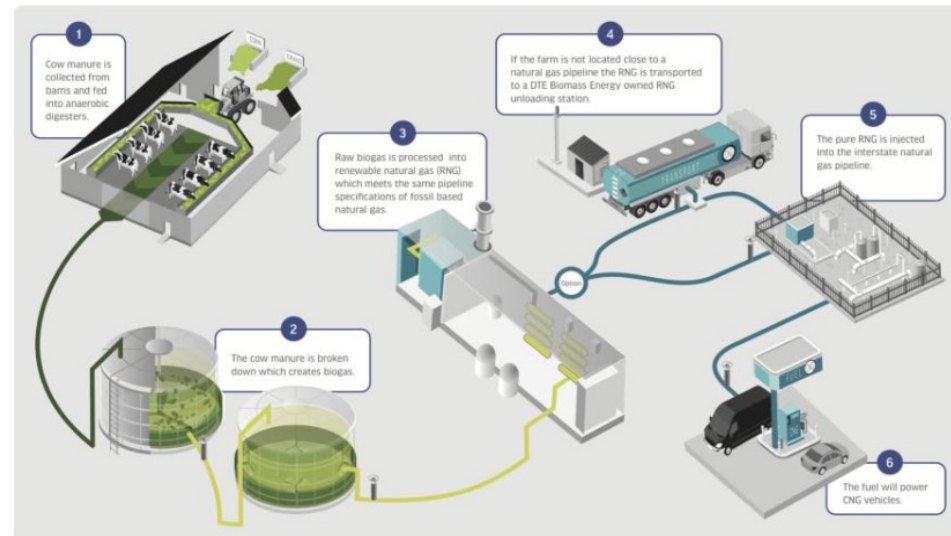 1
Cow manure is
collected from
barns and fed
into anaerobic
digesters.
2
The cow manure is broken
down which creates biogas.
3
Raw biogas is processed into
renewable natural gas (RNG)
which meets the same pipeline
specifications of fossil based
natural gas.
4
If the farm is not located close to a
natural gas pipeline the RNG is transported
to a DTE Biomass Energy owned RNG
unloading station.
TRANSPORT
Option
5
The pure RNG is injected
into the interstate natural
gas pipeline.
FUEL
6
The fuel will power
CNG vehicles.